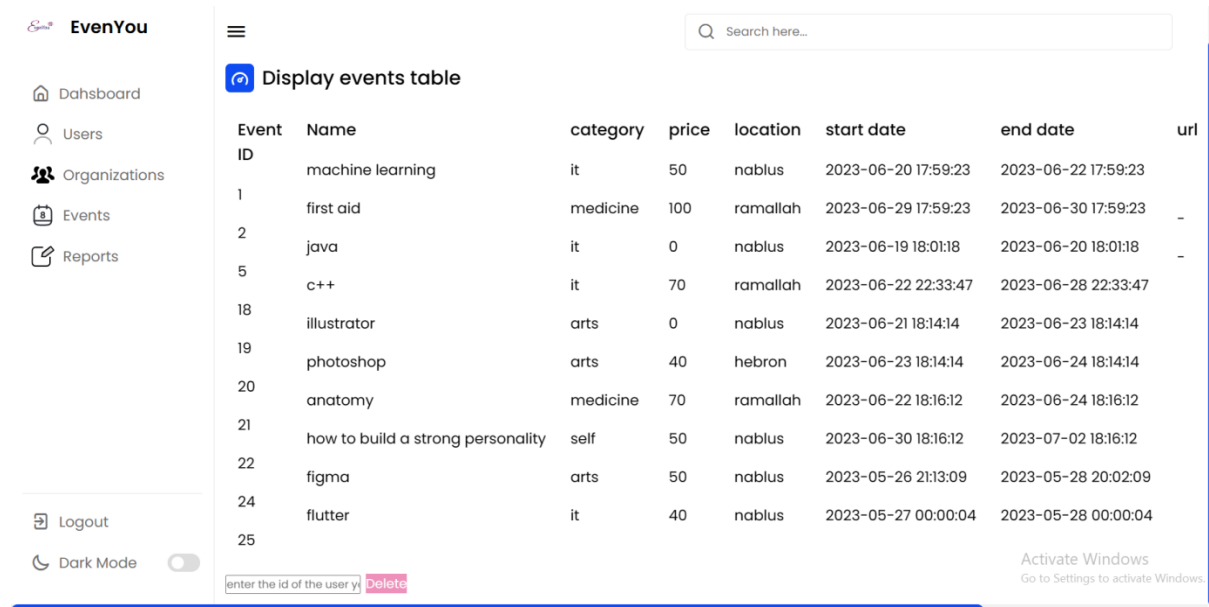 EvenYou
Search here...
Display events table
Dahsboard
Users
Organizations
Events
Reports
Logout
Dark Mode
Event ID Name category price location start date end date url
1 machine learning it 50 nablus 2023-06-20 17:59:23 2023-06-22 17:59:23
2 first aid medicine 100 ramallah 2023-06-29 17:59:23 2023-06-30 17:59:23 -
5 java it 0 nablus 2023-06-19 18:01:18 2023-06-20 18:01:18 -
18 c++ it 70 ramallah 2023-06-22 22:33:47 2023-06-28 22:33:47
19 illustrator arts 0 nablus 2023-06-21 18:14:14 2023-06-23 18:14:14
20 photoshop arts 40 hebron 2023-06-23 18:14:14 2023-06-24 18:14:14
21 anatomy medicine 70 ramallah 2023-06-22 18:16:12 2023-06-24 18:16:12
22 how to build a strong personality self 50 nablus 2023-06-30 18:16:12 2023-07-02 18:16:12
24 figma arts 50 nablus 2023-05-26 21:13:09 2023-05-28 20:02:09
25 flutter it 40 nablus 2023-05-27 00:00:04 2023-05-28 00:00:04
enter the id of the user Delete
Activate Windows
Go to Settings to activate Windows.